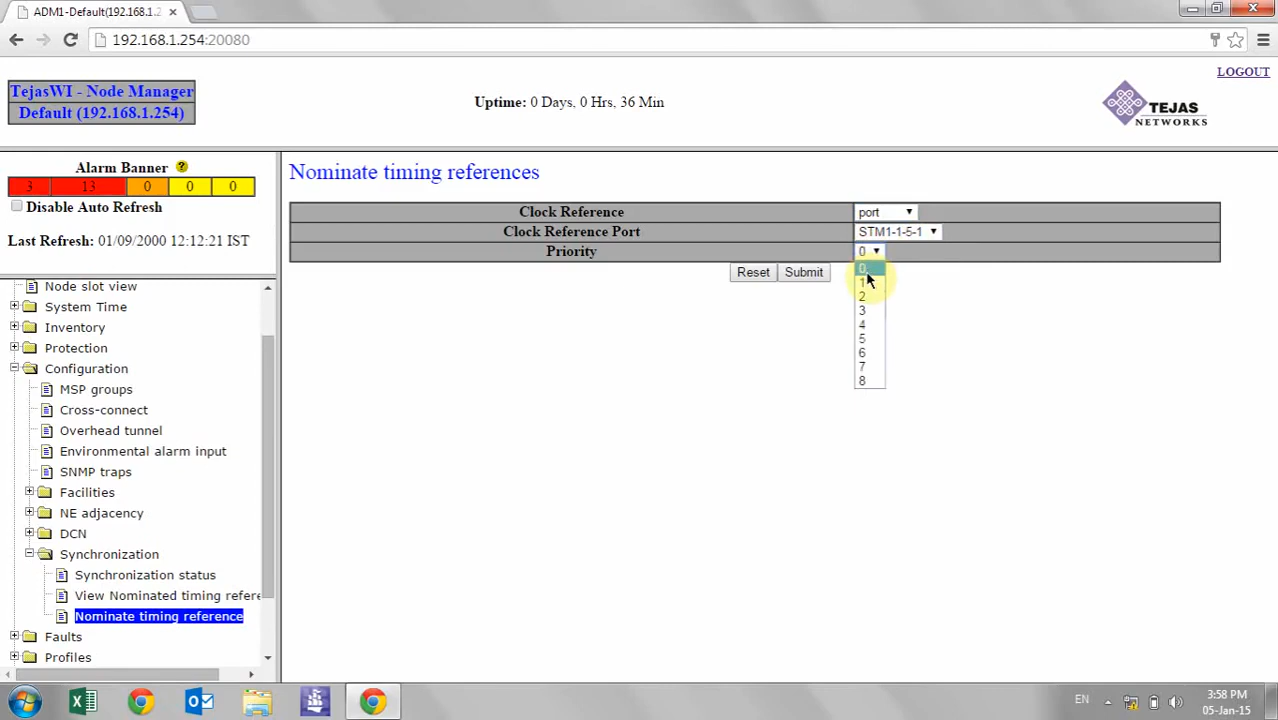 ADM1-Default(192.168.1.2
192.168.1.254:20080
LOGOUT
TejasWI - Node Manager
Default (192.168.1.254)
Uptime: 0 Days, 0 Hrs, 36 Min
TEJAS
NETWORKS
Alarm Banner ?
3 13 0 0 0
Disable Auto Refresh
Last Refresh: 01/09/2000 12:12:21 IST
Node slot view
System Time
Inventory
Protection
Configuration
MSP groups
Cross-connect
Overhead tunnel
Environmental alarm input
SNMP traps
Facilities
NE adjacency
DCN
Synchronization
Synchronization status
View Nominated timing refere
Nominate timing reference
Faults
Profiles
Nominate timing references
Clock Reference port
Clock Reference Port STM1-1-5-1
Priority 0
Reset Submit
0
1
2
3
4
5
6
7
8
EN
3:58 PM
05-Jan-15